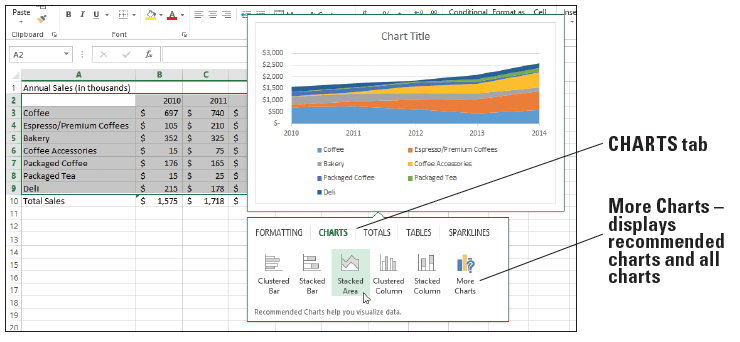 Paste
B I U
A A A
Conditional Format as Cell
Inse
Clipboard
Font
A2
fx
A B C
1 Annual Sales (in thousands)
2 2010 2011
3 Coffee $ 697 $ 740 $
4 Espresso/Premium Coffees $ 105 $ 210 $
5 Bakery $ 352 $ 325 $
6 Coffee Accessories $ 15 $ 75 $
7 Packaged Coffee $ 176 $ 165 $
8 Packaged Tea $ 15 $ 25 $
9 Deli $ 215 $ 178 $
10 Total Sales $ 1,575 $ 1,718 $
11
12
13
14
15
16
17
18
19
20
Chart Title
$3,000
$2,500
$2,000
$1,500
$1,000
$500
$-
2010 2011 2012 2013 2014
Coffee Espresso/Premium Coffees
Bakery Coffee Accessories
Packaged Coffee Packaged Tea
Deli
FORMATTING CHARTS TOTALS TABLES SPARKLINES
Clustered Stacked Stacked Clustered Stacked More
Bar Bar Area Column Column Charts
Recommended Charts help you visualize data.
CHARTS tab
More Charts –
displays
recommended
charts and all
charts